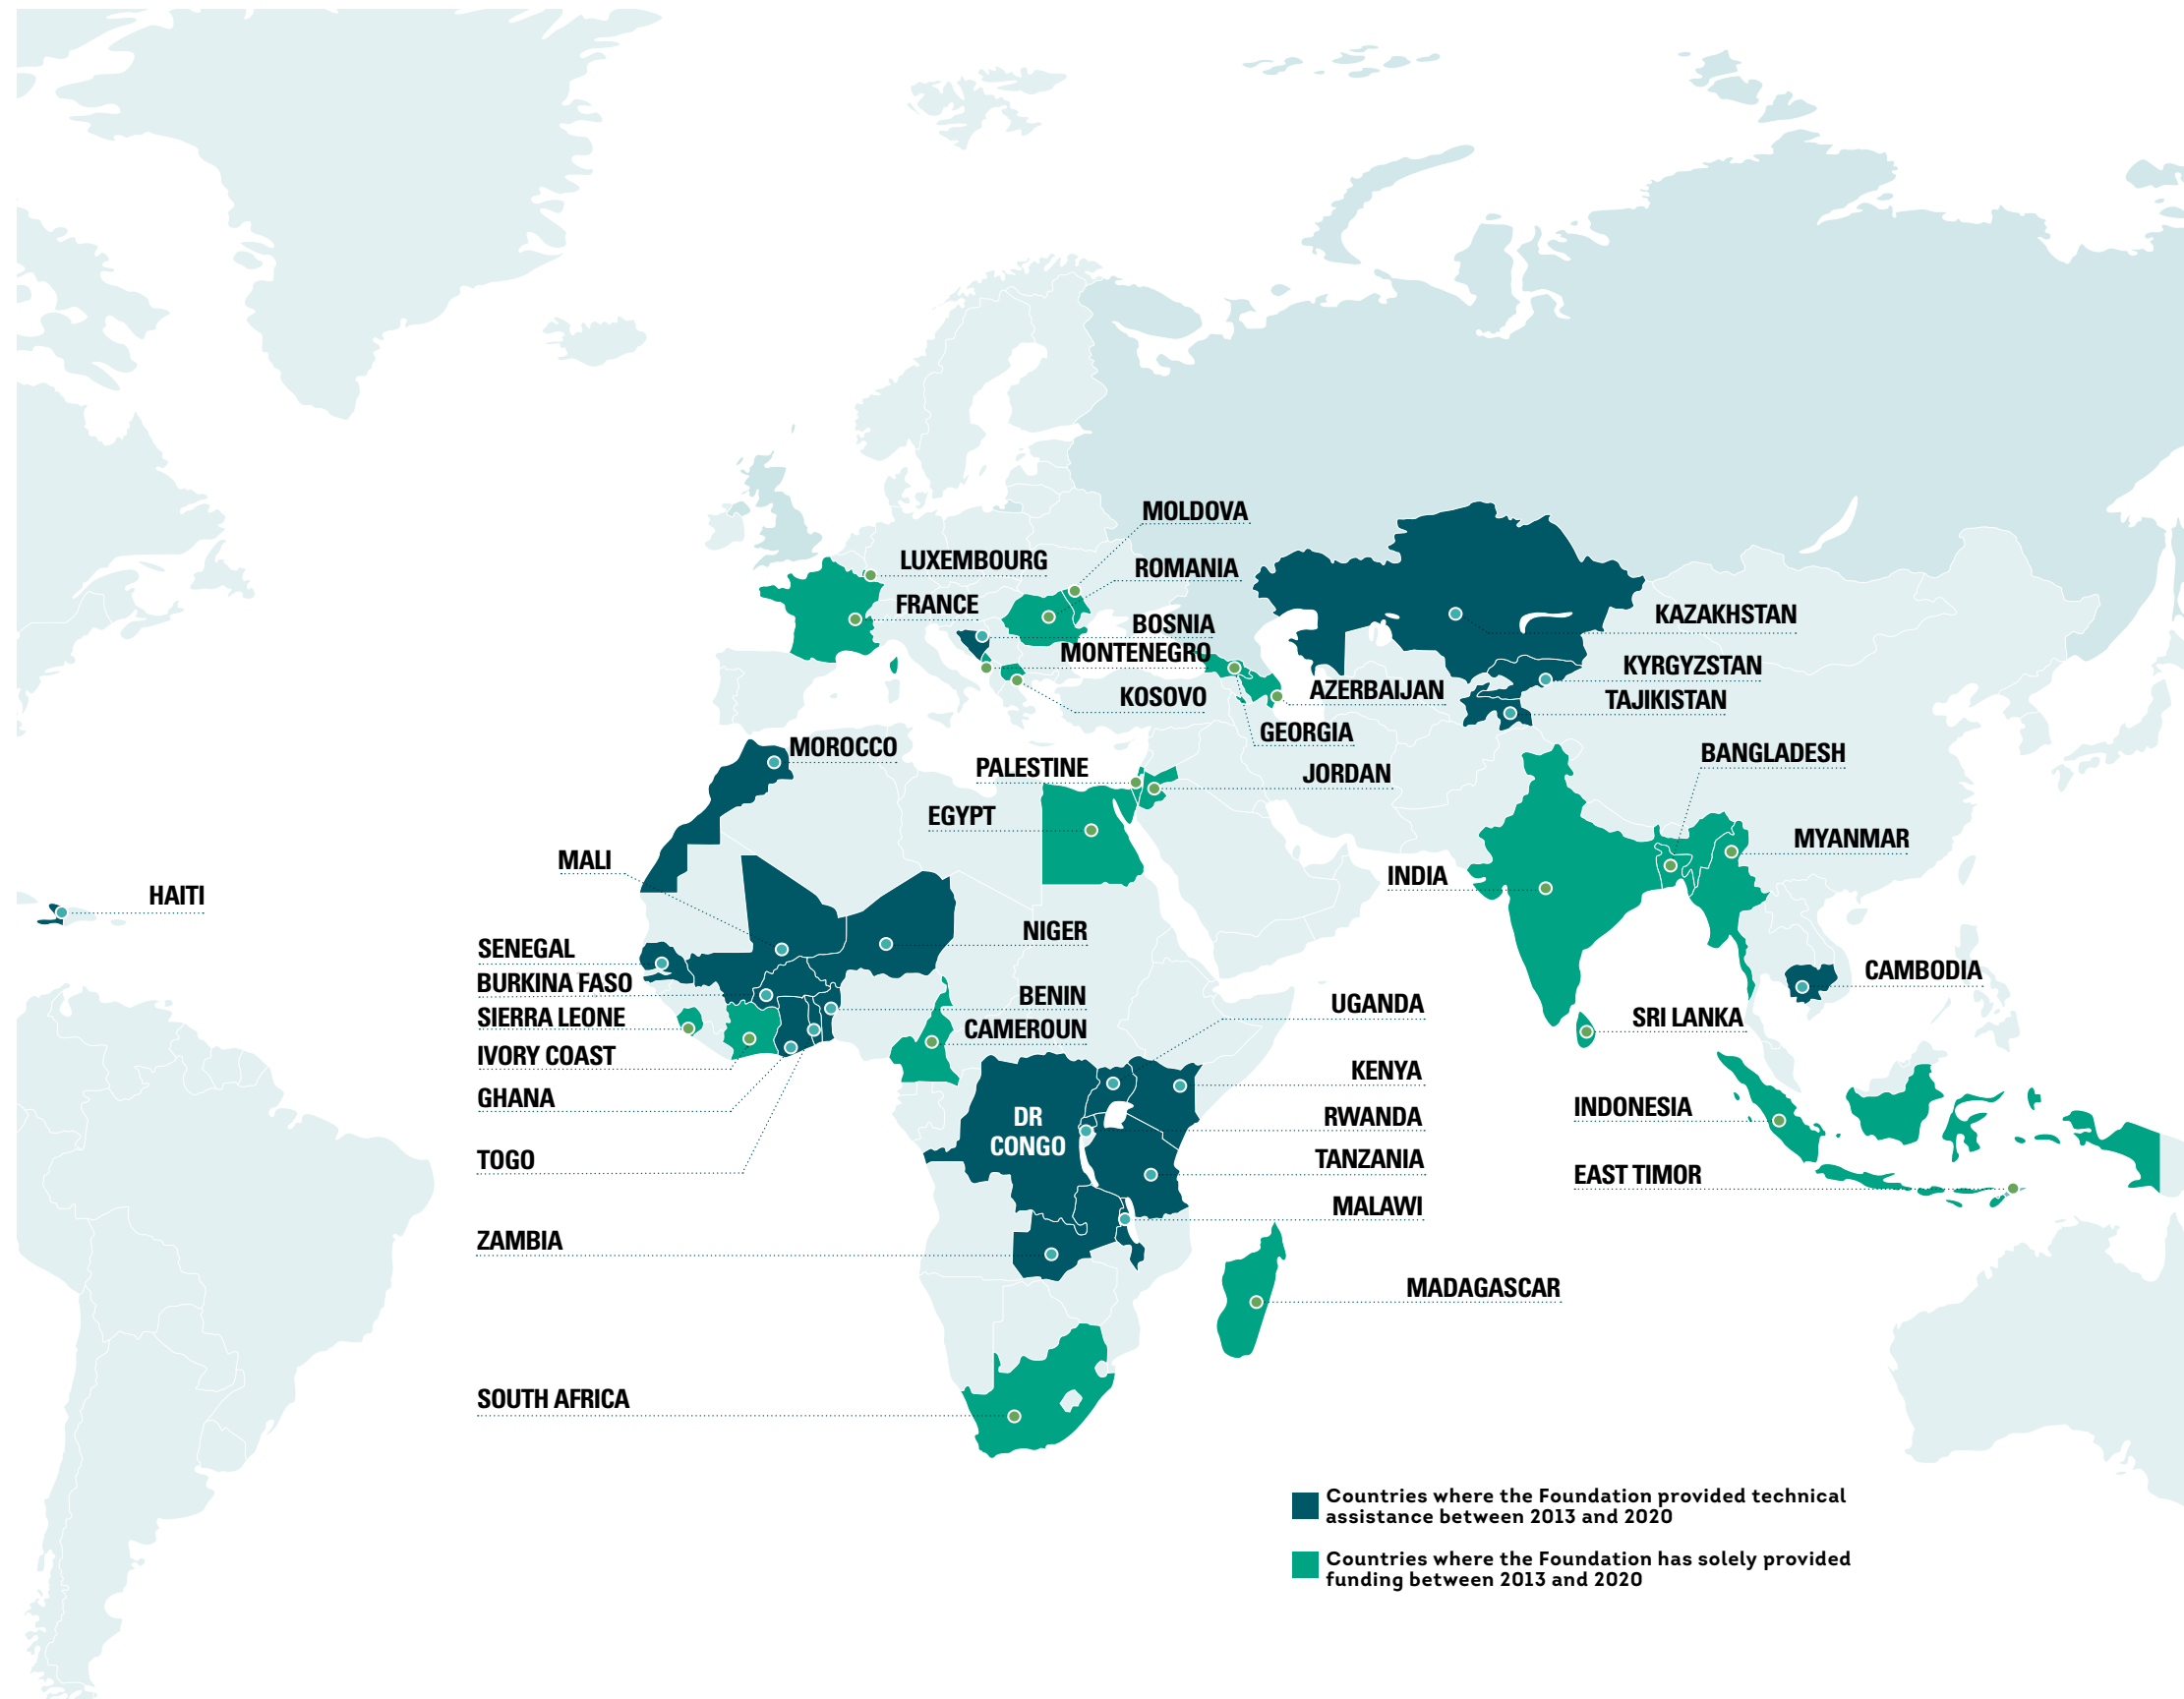 MOLDOVA
LUXEMBOURG
ROMANIA
FRANCE
BOSNIA
KAZAKHSTAN
MONTENEGRO
KYRGYZSTAN
KOSOVO
AZERBAIJAN
TAJIKISTAN
GEORGIA
MOROCCO
BANGLADESH
PALESTINE
JORDAN
EGYPT
MYANMAR
MALI
INDIA
HAITI
NIGER
SENEGAL
CAMBODIA
BURKINA FASO
BENIN
UGANDA
SIERRA LEONE
SRI LANKA
CAMEROUN
IVORY COAST
KENYA
GHANA
DR
CONGO
RWANDA
INDONESIA
TOGO
TANZANIA
EAST TIMOR
MALAWI
ZAMBIA
MADAGASCAR
SOUTH AFRICA
Countries where the Foundation provided technical
assistance between 2013 and 2020
Countries where the Foundation has solely provided
funding between 2013 and 2020